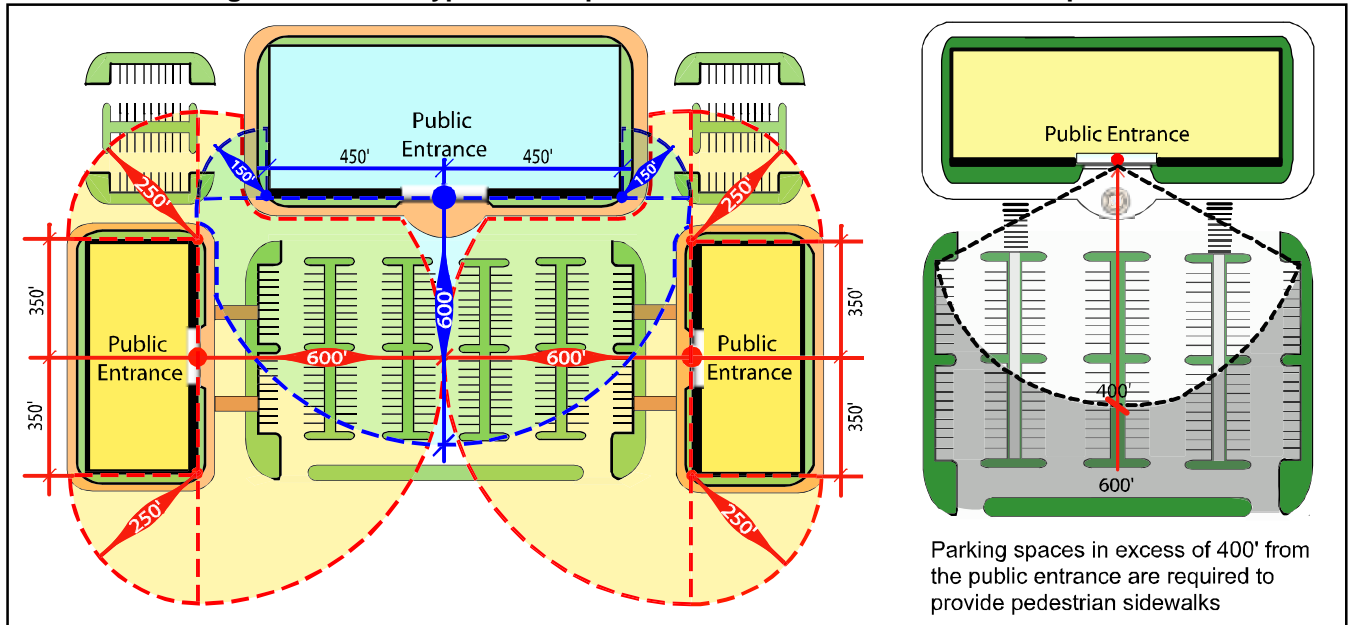 Public
Entrance
450'
450'
150'
150'
250'
250'
350'
350'
600'
Public
Entrance
600'
600'
Public
Entrance
350'
350'
250'
250'
Public Entrance
400'
600'
Parking spaces in excess of 400' from
the public entrance are required to
provide pedestrian sidewalks